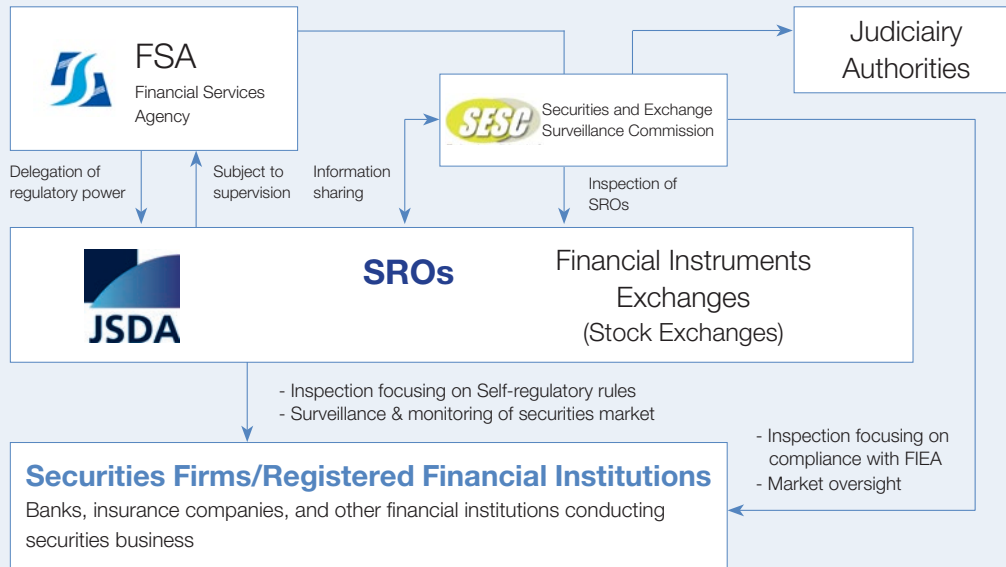 FSA
Financial Services
Agency
Judiciairy
Authorities
SESC
Securities and Exchange
Surveillance Commission
Delegation of
regulatory power
Subject to
supervision
Information
sharing
Inspection of
SROs
JSDA
SROs
Financial Instruments
Exchanges
(Stock Exchanges)
- Inspection focusing on Self-regulatory rules
- Surveillance & monitoring of securities market
- Inspection focusing on
compliance with FIEA
- Market oversight
Securities Firms/Registered Financial Institutions
Banks, insurance companies, and other financial institutions conducting
securities business